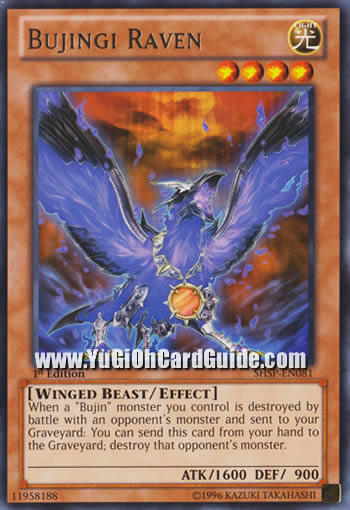 BUJINGI RAVEN
LIGHT
光
www.YuGiOhCardGuide.com
1st Edition
SHSP-EN081
[WINGED BEAST/EFFECT]
When a "Bujin" monster you control is destroyed by
battle with an opponent's monster and sent to your
Graveyard: You can send this card from your hand to
the Graveyard; destroy that opponent's monster.
ATK/1600 DEF/ 900
11958188
©1996 KAZUKI TAKAHASHI